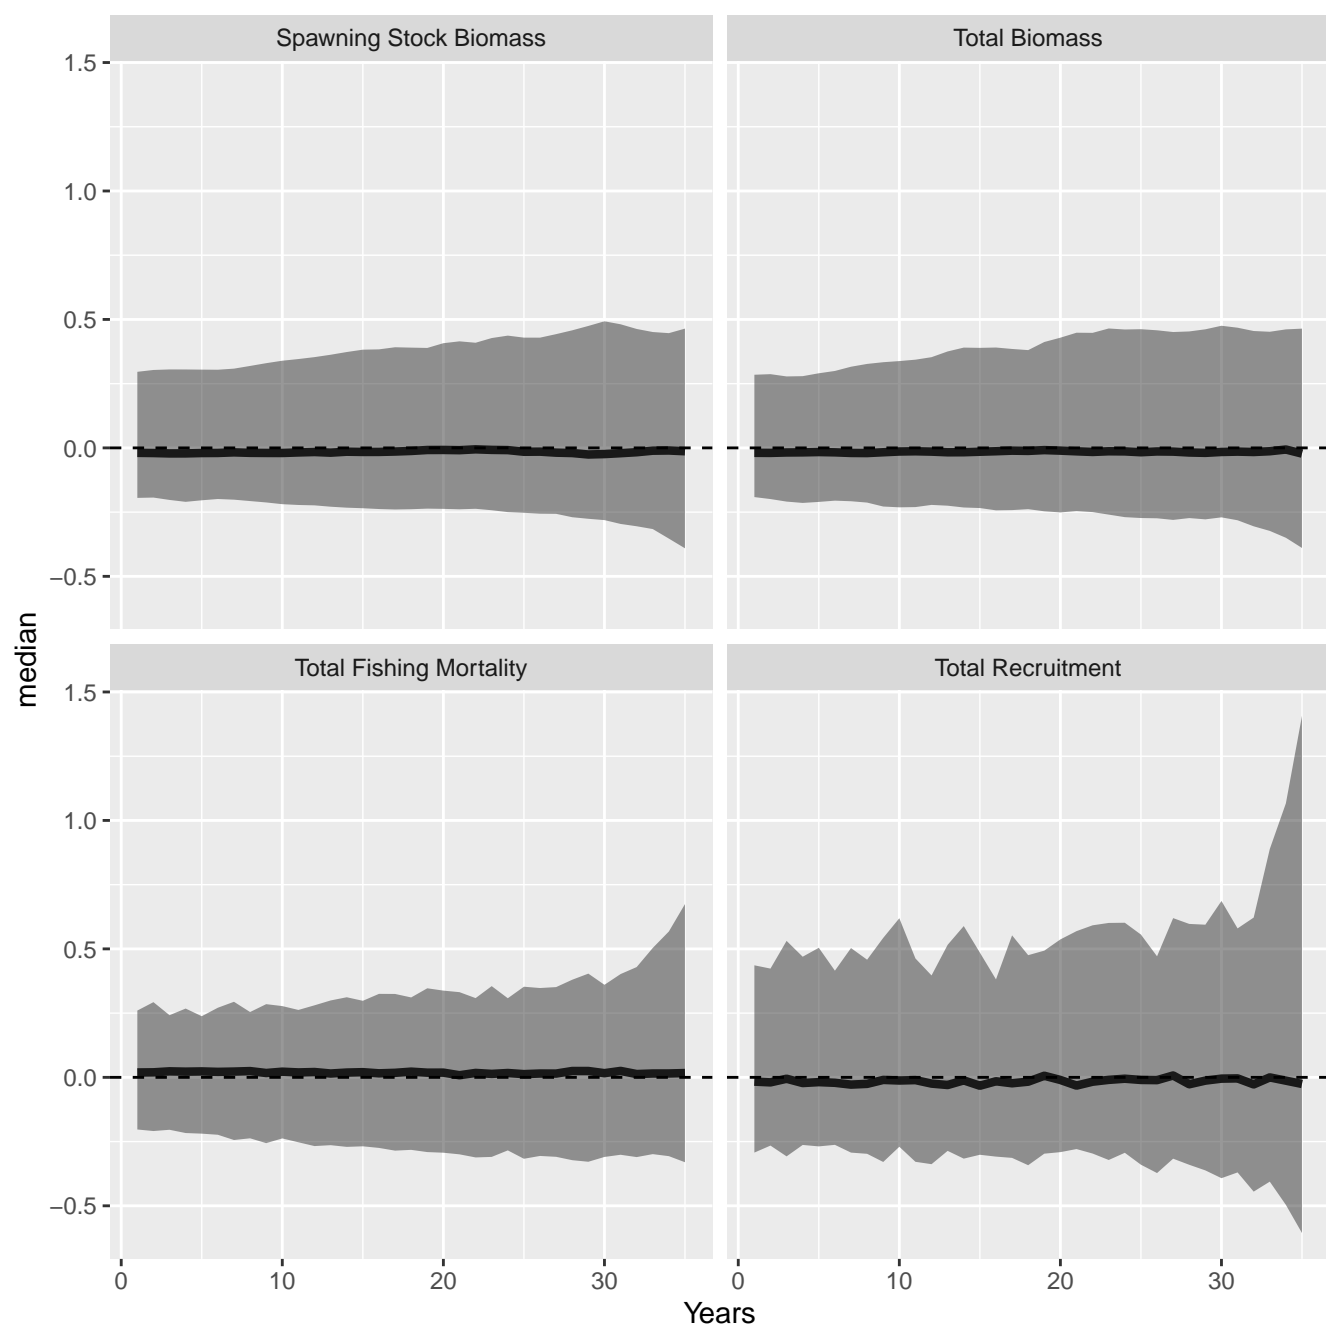 Spawning Stock Biomass
Total Biomass
1.5
1.0
0.5
0.0
−0.5
Total Fishing Mortality
Total Recruitment
1.5
1.0
0.5
0.0
−0.5
0 10 20 30
0 10 20 30
Years
median